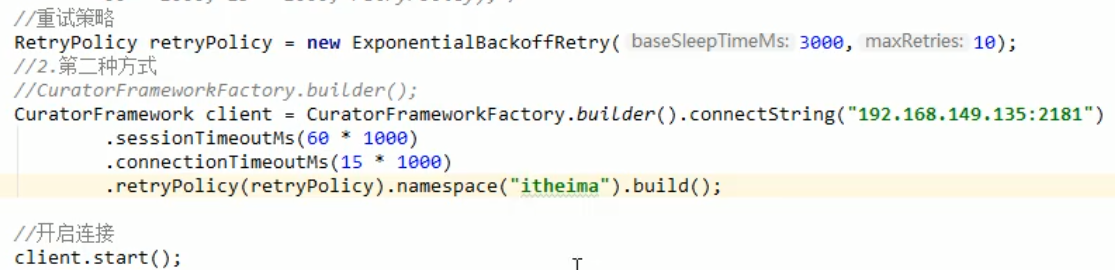 //重试策略
RetryPolicy retryPolicy = new ExponentialBackoffRetry( baseSleepTimeMs: 3000, maxRetries: 10);
//2.第二种方式
//CuratorFrameworkFactory.builder();
CuratorFramework client = CuratorFrameworkFactory.builder().connectString("192.168.149.135:2181")
.sessionTimeoutMs(60 * 1000)
.connectionTimeoutMs(15 * 1000)
.retryPolicy(retryPolicy).namespace("itheima").build();
//开启连接
client.start();